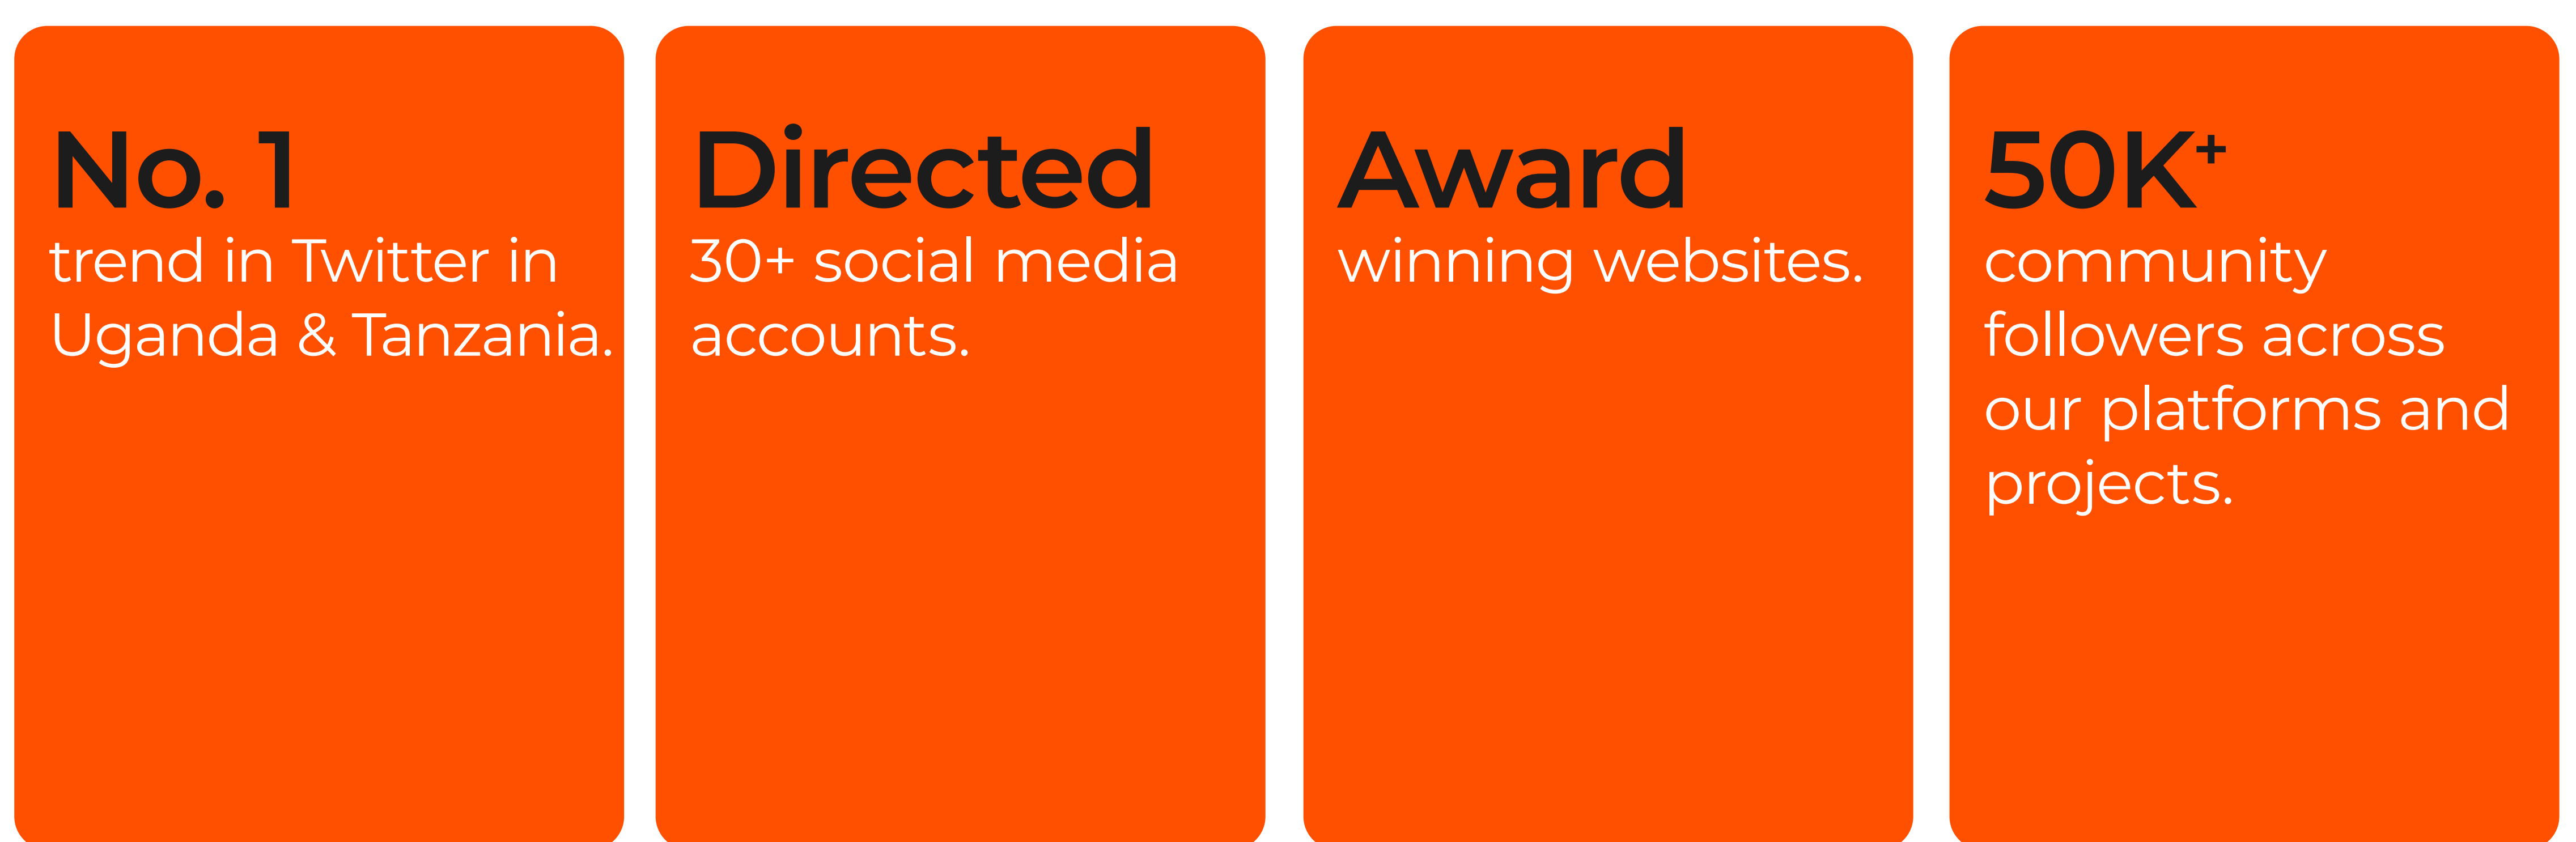 No. 1
trend in Twitter in
Uganda & Tanzania.
Directed
30+ social media
accounts.
Award
winning websites.
50K+
community
followers across
our platforms and
projects.